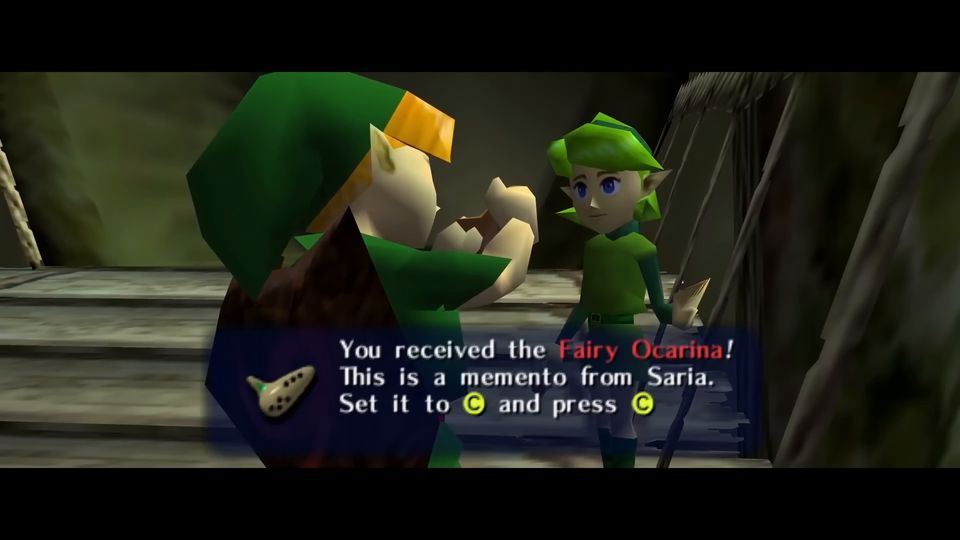 You received the Fairy Ocarina!
This is a memento from Saria.
Set it to C and press C